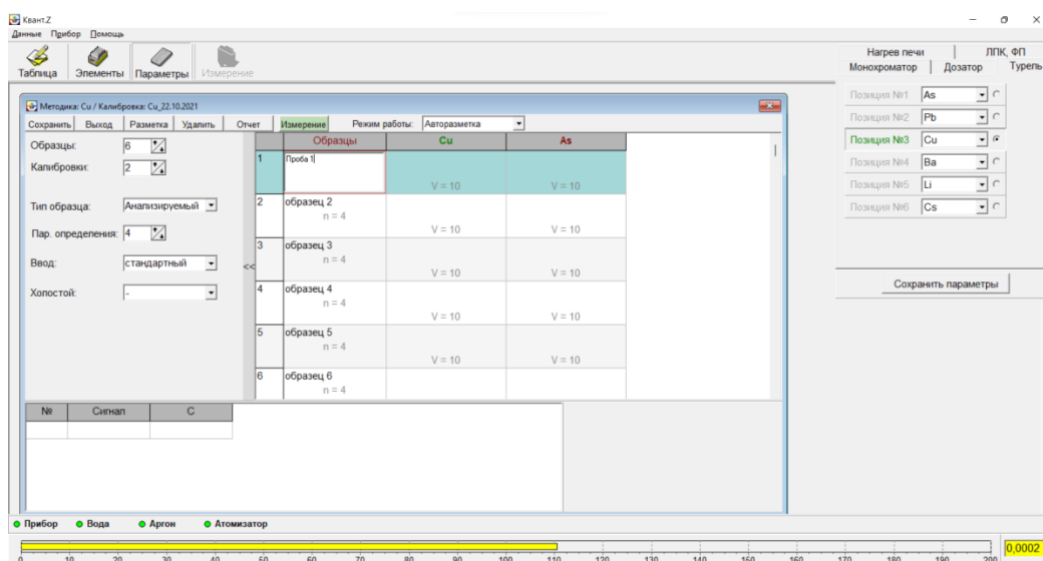 Квант.Z
Данные Прибор Помощь
Таблица Элементы Параметры Измерение
Нагрев печи ЛПК, ФП
Монохроматор Дозатор Турель
Методика: Cu / Калибровка: Cu_22.10.2021
Сохранить Выход Разметка Удалить Отчет Измерение Режим работы: Авторазметка
Образцы: 6
Калибровки: 2
Тип образца: Анализируемый
Пар. определения: 4
Ввод: стандартный
Холостой: -
<<
Образцы Cu As
1 Проба 1
V = 10 V = 10
2 образец 2
n = 4
V = 10 V = 10
3 образец 3
n = 4
V = 10 V = 10
4 образец 4
n = 4
V = 10 V = 10
5 образец 5
n = 4
V = 10 V = 10
6 образец 6
n = 4
№ Сигнал C
Позиция №1 As
Позиция №2 Pb
Позиция №3 Cu
Позиция №4 Ba
Позиция №5 Li
Позиция №6 Cs
Сохранить параметры
Прибор Вода Аргон Атомизатор
0,0002
0 10 20 30 40 50 60 70 80 90 100 110 120 130 140 150 160 170 180 190 200